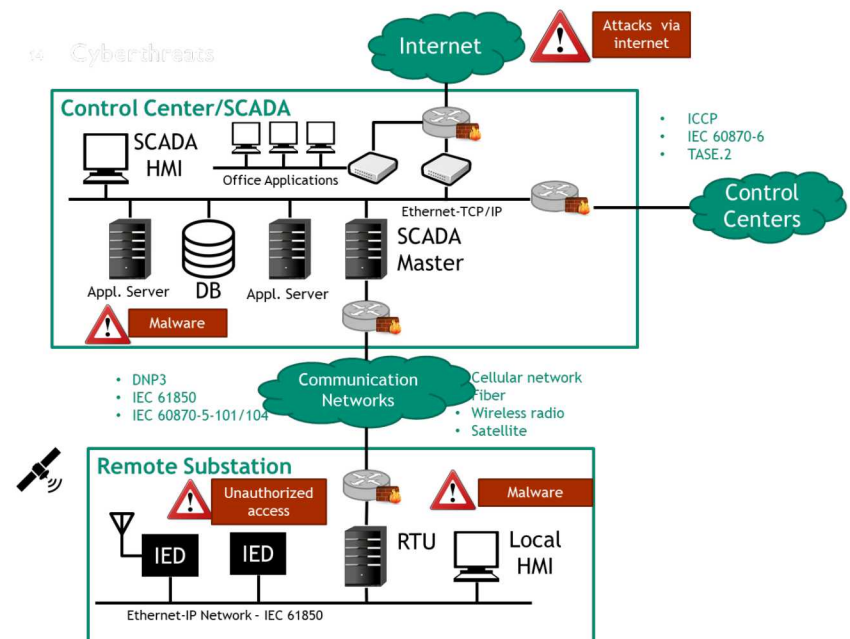 14 Cyberthreats
Internet
Attacks via
internet
Control Center/SCADA
SCADA
HMI
Office Applications
• ICCP
• IEC 60870-6
• TASE.2
Control
Centers
Ethernet-TCP/IP
SCADA
Master
Appl. Server
DB
Appl. Server
Malware
• DNP3
• IEC 61850
• IEC 60870-5-101/104
Communication
Networks
Cellular network
Fiber
• Wireless radio
• Satellite
Remote Substation
Unauthorized
access
Malware
IED
IED
RTU
Local
HMI
Ethernet-IP Network – IEC 61850